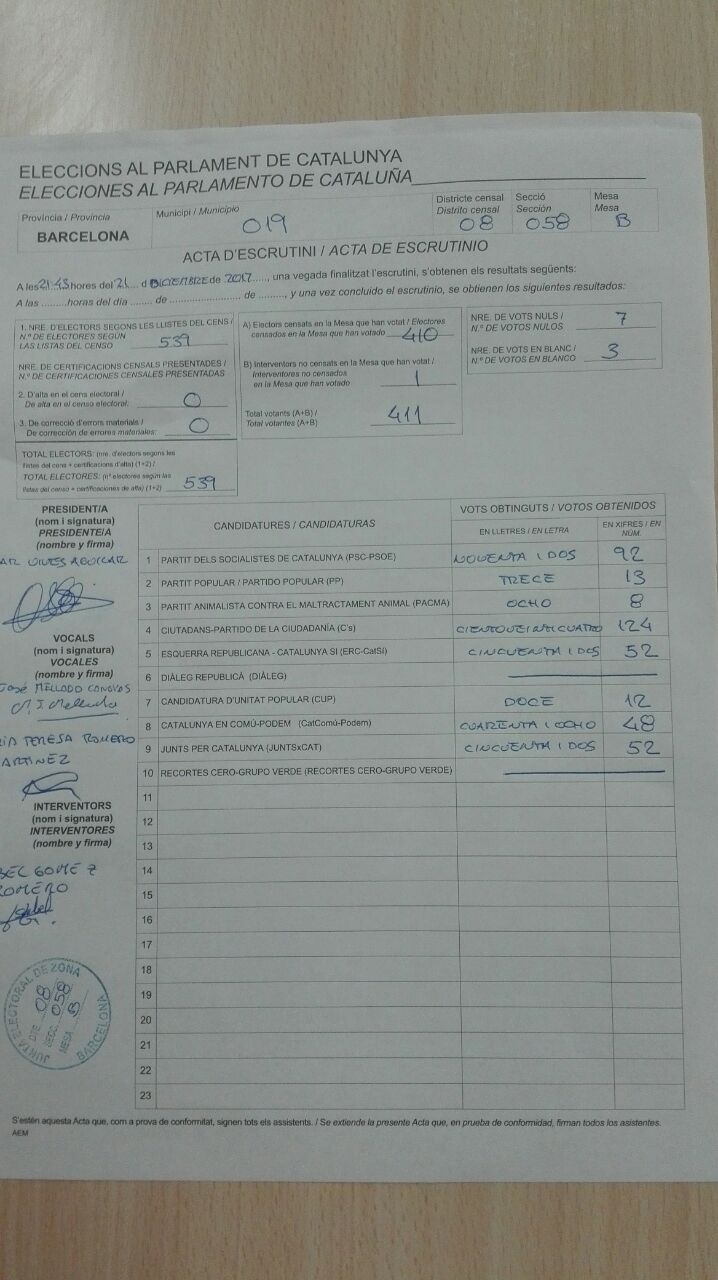 ELECCIONS AL PARLAMENT DE CATALUNYA
ELECCIONES AL PARLAMENTO DE CATALUÑA
Província / Provincia
BARCELONA
Municipi / Municipio
019
Districte censal
Distrito censal
08
Secció
Sección
058
Mesa
Mesa
B
ACTA D'ESCRUTINI / ACTA DE ESCRUTINIO
A les 21:43 hores del 21 d DICIEMBRE de 2017, una vegada finalitzat l'escrutini, s'obtenen els resultats següents:
A las ......... horas del día ....... de ........................ de ........, y una vez concluido el escrutinio, se obtienen los siguientes resultados:
1. NRE. D'ELECTORS SEGONS LES LLISTES DEL CENS /
N.º DE ELECTORES SEGÚN
LAS LISTAS DEL CENSO 539
NRE. DE CERTIFICACIONS CENSALS PRESENTADES /
N.º DE CERTIFICACIONES CENSALES PRESENTADAS
2. D'alta en el cens electoral /
De alta en el censo electoral: 0
3. De correcció d'errors materials /
De corrección de errores materiales: 0
TOTAL ELECTORS: (nre. d'electors segons les
llistes del cens + certificacions d'alta) (1+2) /
TOTAL ELECTORES: (nº electores según las
listas del censo + certificaciones de alta) (1+2) 539
A) Electors censats en la Mesa que han votat / Electores
censados en la Mesa que han votado 410
B) Interventors no censats en la Mesa que han votat /
Interventores no censados
en la Mesa que han votado 1
Total votants (A+B) /
Total votantes (A+B) 411
NRE. DE VOTS NULS /
N.º DE VOTOS NULOS 7
NRE. DE VOTS EN BLANC /
N.º DE VOTOS EN BLANCO 3
PRESIDENT/A
(nom i signatura)
PRESIDENTE/A
(nombre y firma)
VOCALS
(nom i signatura)
VOCALES
(nombre y firma)
JOSÉ MELLADO CANOVAS
TERESA ROMERO
INTERVENTORS
(nom i signatura)
INTERVENTORES
(nombre y firma)
GOMEZ
CANDIDATURES / CANDIDATURAS
VOTS OBTINGUTS / VOTOS OBTENIDOS
EN LLETRES / EN LETRA
EN XIFRES / EN NÚM.
1 PARTIT DELS SOCIALISTES DE CATALUNYA (PSC-PSOE) NOVENTA I DOS 92
2 PARTIT POPULAR / PARTIDO POPULAR (PP) TRECE 13
3 PARTIT ANIMALISTA CONTRA EL MALTRACTAMENT ANIMAL (PACMA) OCHO 8
4 CIUTADANS-PARTIDO DE LA CIUDADANÍA (C's) CIENTOVEINTICUATRO 124
5 ESQUERRA REPUBLICANA - CATALUNYA SÍ (ERC-CatSí) CINCUENTA I DOS 52
6 DIÀLEG REPUBLICÀ (DIÀLEG)
7 CANDIDATURA D'UNITAT POPULAR (CUP) DOCE 12
8 CATALUNYA EN COMÚ-PODEM (CatComú-Podem) CUARENTA I OCHO 48
9 JUNTS PER CATALUNYA (JUNTSxCAT) CINCUENTA I DOS 52
10 RECORTES CERO-GRUPO VERDE (RECORTES CERO-GRUPO VERDE)
11
12
13
14
15
16
17
18
19
20
21
22
23
JUNTA ELECTORAL DE ZONA
DTE. 08
SECC. 058
MESA B
BARCELONA
S'estén aquesta Acta que, com a prova de conformitat, signen tots els assistents. / Se extiende la presente Acta que, en prueba de conformidad, firman todos los asistentes.
AEM